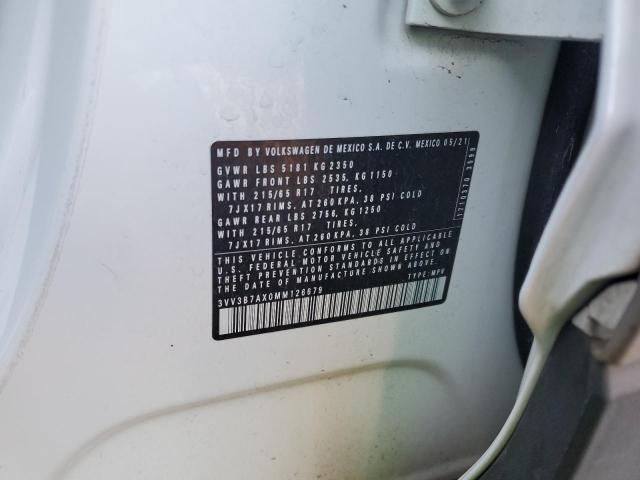 MFD BY VOLKSWAGEN DE MEXICO S.A. DE C.V. MEXICO 05/21
GVWR LBS 5181 KG 2350
GAWR FRONT LBS 2535, KG 1150
WITH 215/65 R17 TIRES.
7JX17 RIMS, AT 260 KPA, 38 PSI COLD
GAWR REAR LBS 2756, KG 1250
WITH 215/65 R17 TIRES.
7JX17 RIMS, AT 260 KPA, 38 PSI COLD
THIS VEHICLE CONFORMS TO ALL APPLICABLE
U.S. FEDERAL MOTOR VEHICLE SAFETY AND
THEFT PREVENTION STANDARDS IN EFFECT ON
THE DATE OF MANUFACTURE SHOWN ABOVE.
3VV3B7AX0MM126679 TYPE: MPV